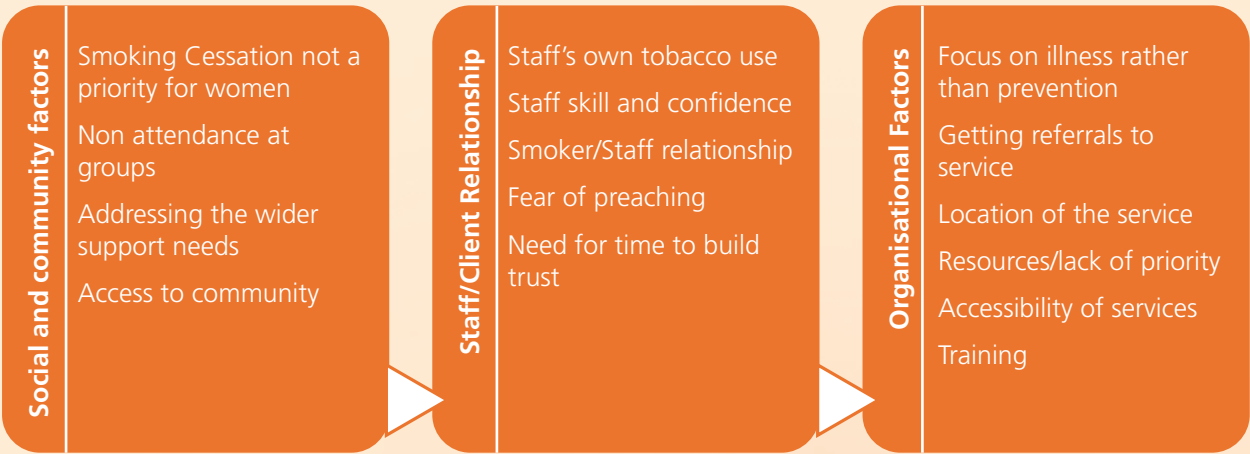 Social and community factors
Smoking Cessation not a
priority for women
Non attendance at
groups
Addressing the wider
support needs
Access to community
Staff/Client Relationship
Staff's own tobacco use
Staff skill and confidence
Smoker/Staff relationship
Fear of preaching
Need for time to build
trust
Organisational Factors
Focus on illness rather
than prevention
Getting referrals to
service
Location of the service
Resources/lack of priority
Accessibility of services
Training